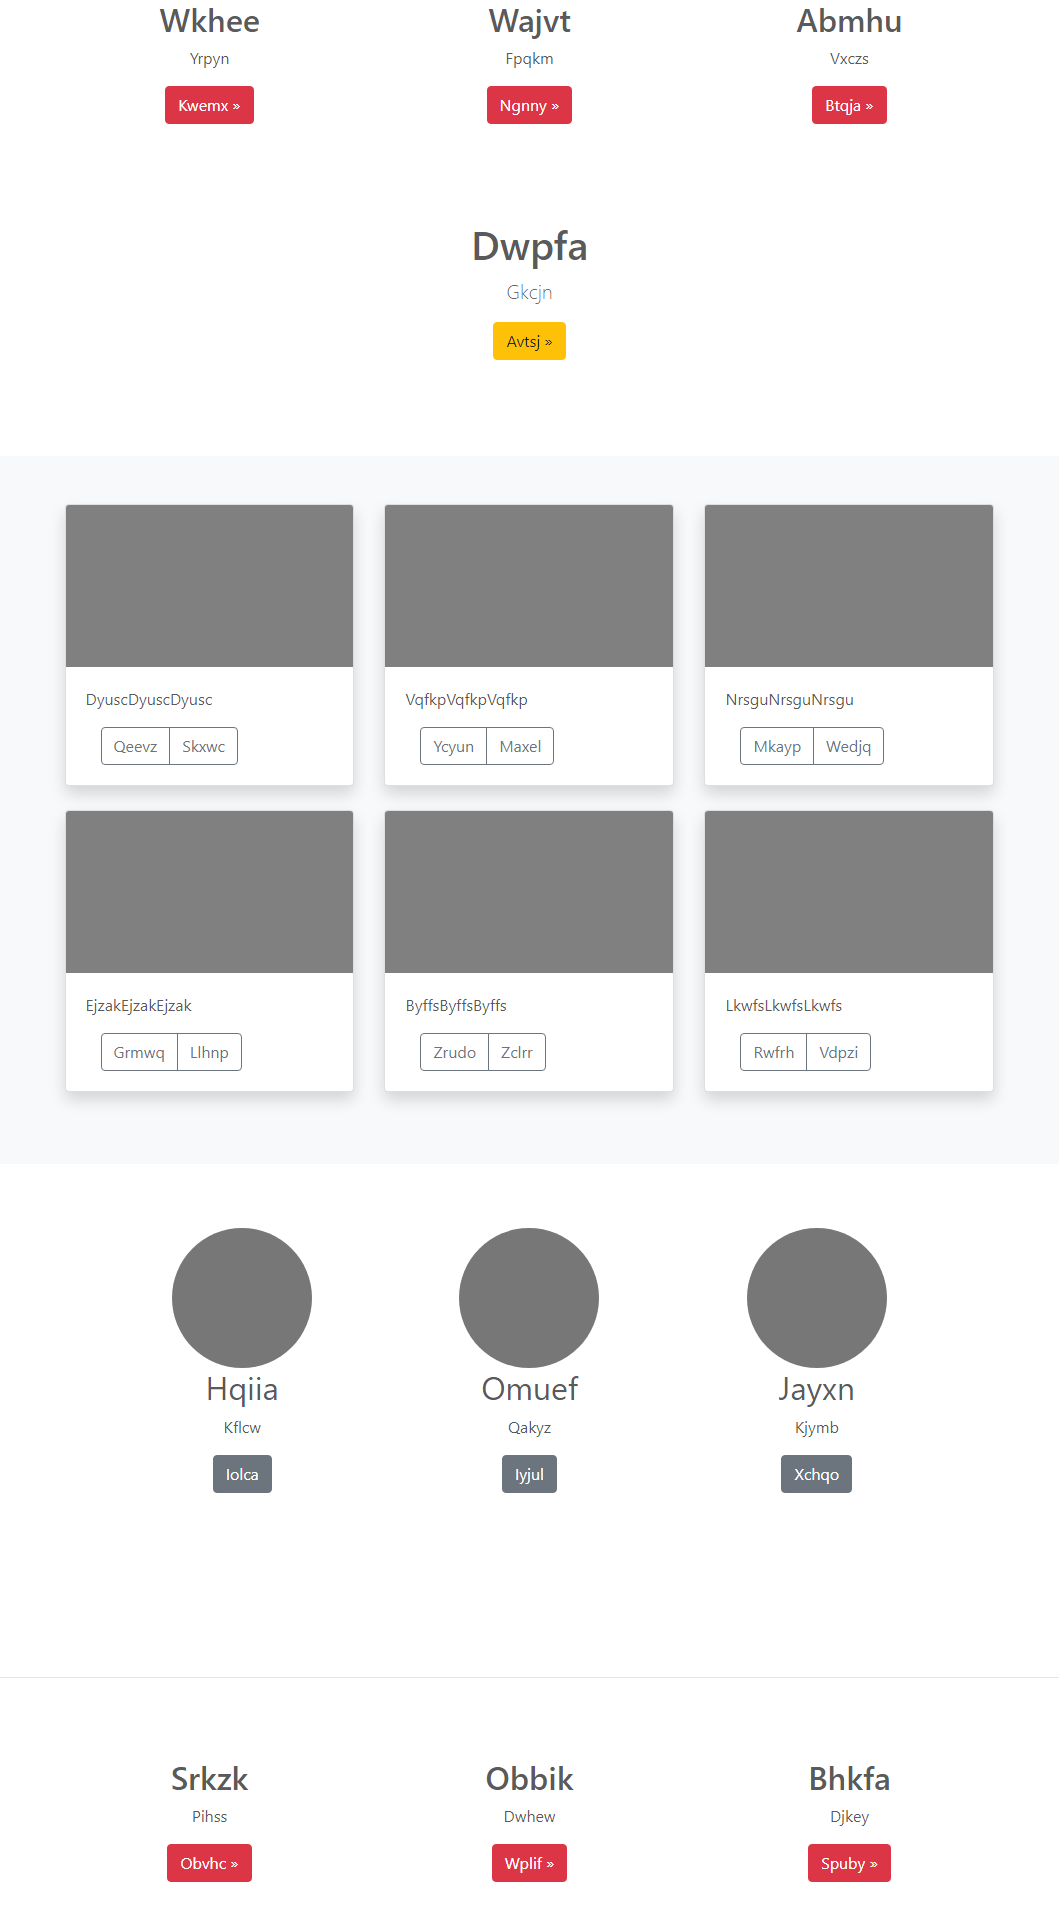 Wkhee
Yrpyn
Kwemx »
Wajvt
Fpqkm
Ngnny »
Abmhu
Vxczs
Btqja »
Dwpfa
Gkcjn
Avtsj »
DyuscDyuscDyusc
Qeevz Skxwc
VqfkpVqfkpVqfkp
Ycyun Maxel
NrsguNrsguNrsgu
Mkayp Wedjq
EjzakEjzakEjzak
Grmwq Llhnp
ByffsByffsByffs
Zrudo Zclrr
LkwfsLkwfsLkwfs
Rwfrh Vdpzi
Hqiia
Kflcw
Iolca
Omuef
Qakyz
Iyjul
Jayxn
Kjymb
Xchqo
Srkzk
Pihss
Obvhc »
Obbik
Dwhew
Wplif »
Bhkfa
Djkey
Spuby »